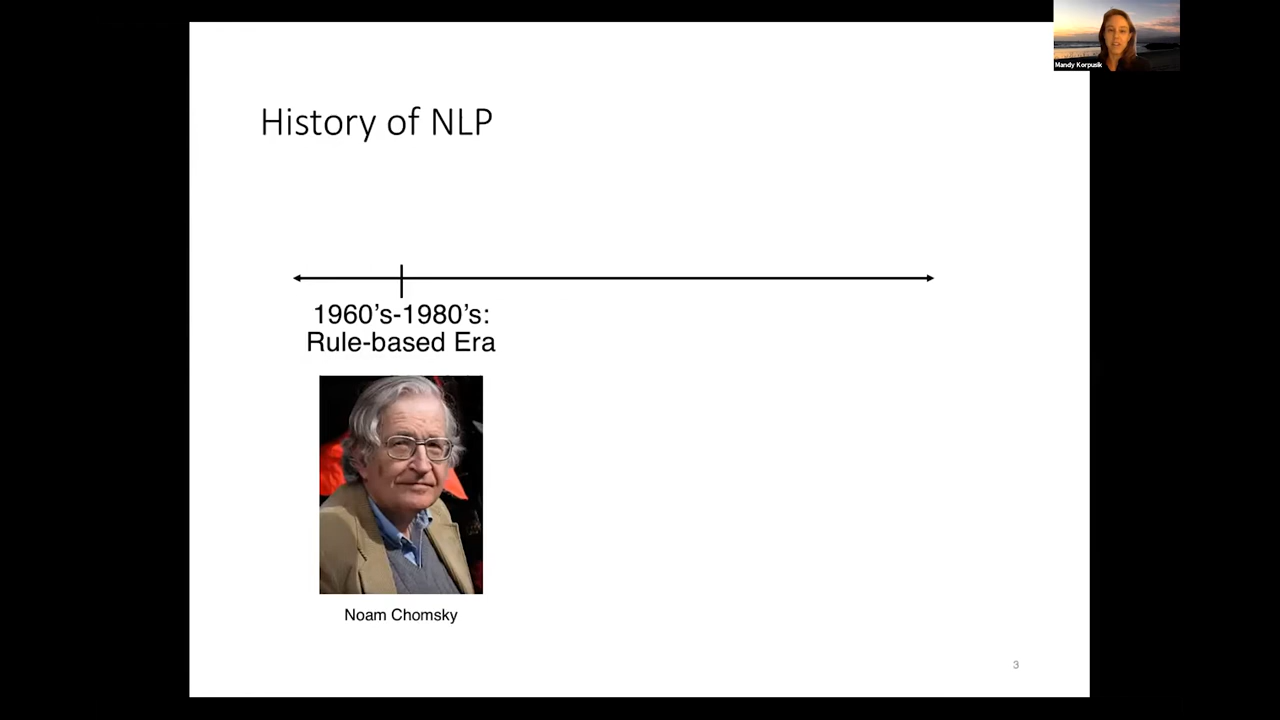 Mandy Korpusik
History of NLP
1960’s-1980’s:
Rule-based Era
Noam Chomsky
3